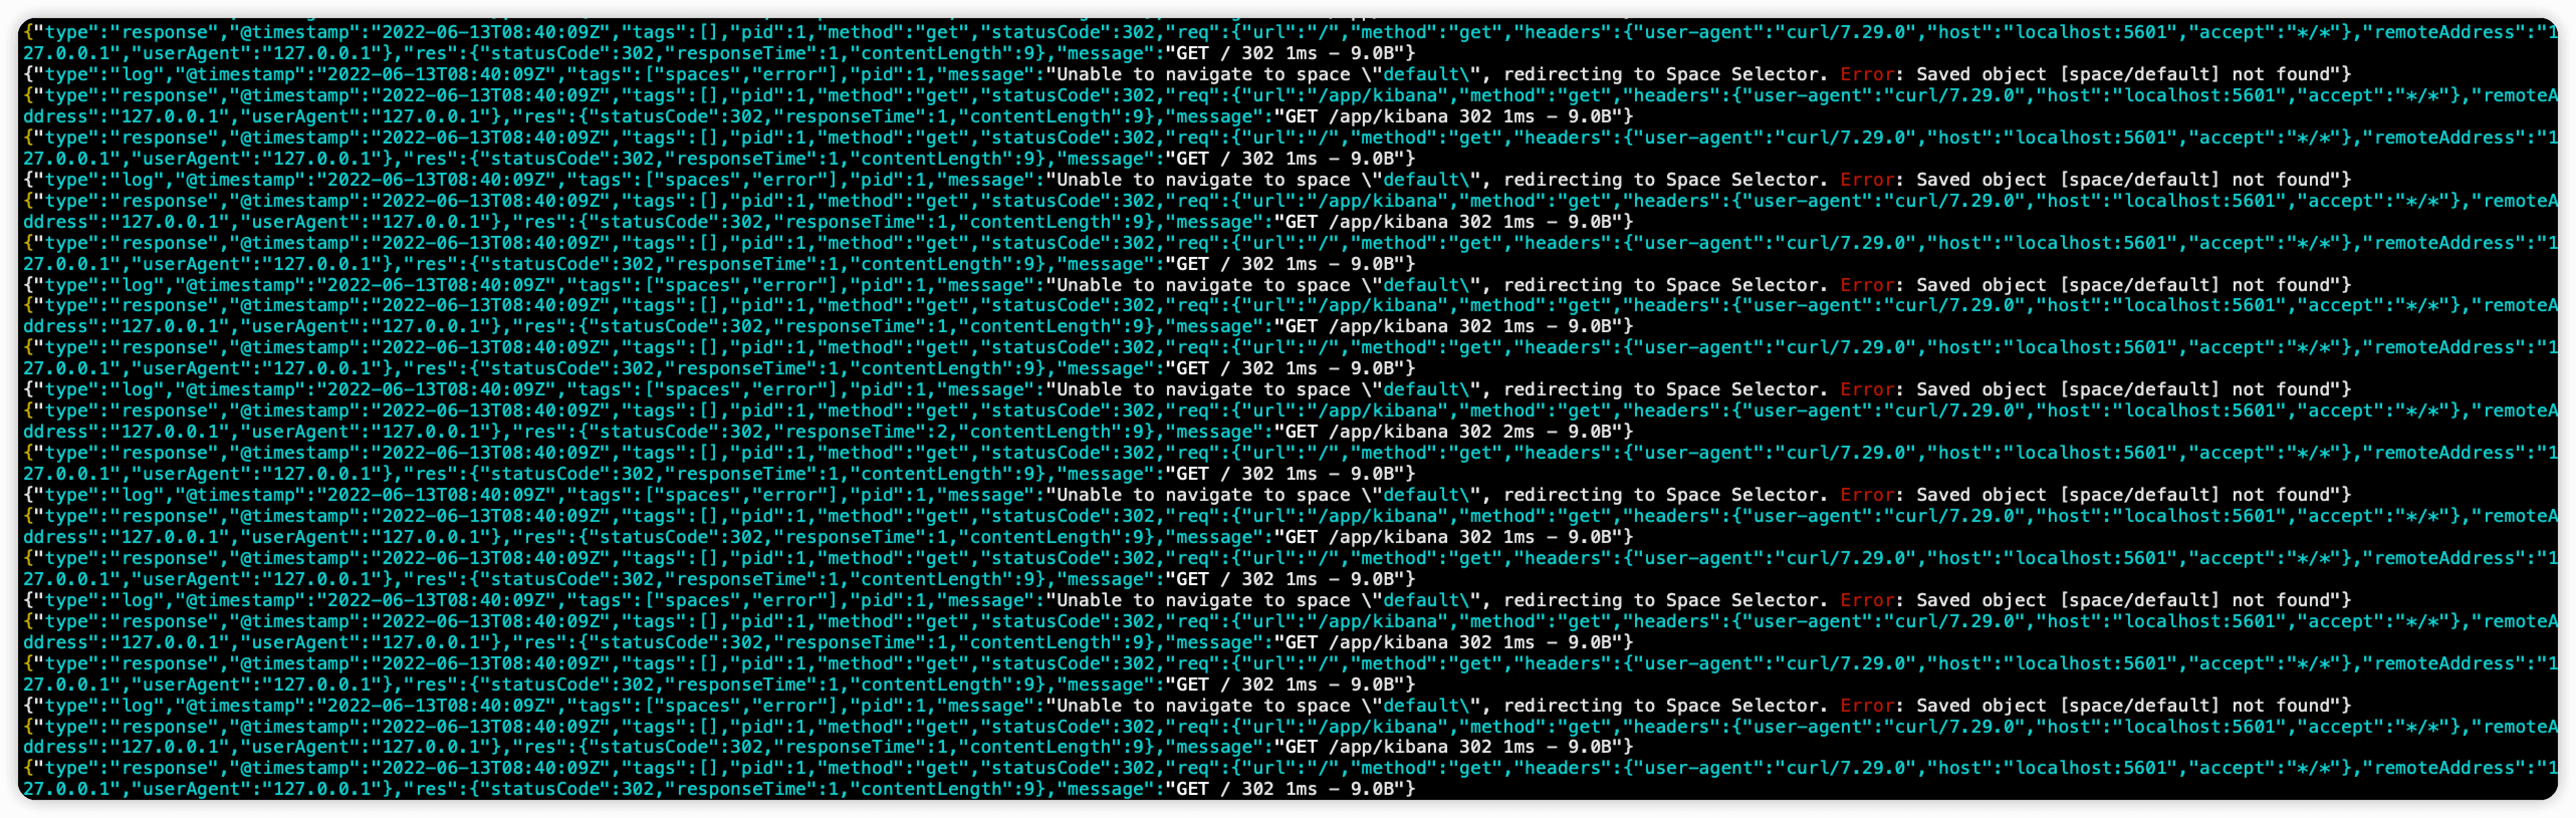 {"type":"response","@timestamp":"2022-06-13T08:40:09Z","tags":[],"pid":1,"method":"get","statusCode":302,"req":{"url":"/","method":"get","headers":{"user-agent":"curl/7.29.0","host":"localhost:5601","accept":"*/*"},"remoteAddress":"1
27.0.0.1","userAgent":"127.0.0.1"},"res":{"statusCode":302,"responseTime":1,"contentLength":9},"message":"GET / 302 1ms - 9.0B"}
{"type":"log","@timestamp":"2022-06-13T08:40:09Z","tags":["spaces","error"],"pid":1,"message":"Unable to navigate to space \"default\", redirecting to Space Selector. Error: Saved object [space/default] not found"}
{"type":"response","@timestamp":"2022-06-13T08:40:09Z","tags":[],"pid":1,"method":"get","statusCode":302,"req":{"url":"/app/kibana","method":"get","headers":{"user-agent":"curl/7.29.0","host":"localhost:5601","accept":"*/*"},"remoteA
ddress":"127.0.0.1","userAgent":"127.0.0.1"},"res":{"statusCode":302,"responseTime":1,"contentLength":9},"message":"GET /app/kibana 302 1ms - 9.0B"}
{"type":"response","@timestamp":"2022-06-13T08:40:09Z","tags":[],"pid":1,"method":"get","statusCode":302,"req":{"url":"/","method":"get","headers":{"user-agent":"curl/7.29.0","host":"localhost:5601","accept":"*/*"},"remoteAddress":"1
27.0.0.1","userAgent":"127.0.0.1"},"res":{"statusCode":302,"responseTime":1,"contentLength":9},"message":"GET / 302 1ms - 9.0B"}
{"type":"log","@timestamp":"2022-06-13T08:40:09Z","tags":["spaces","error"],"pid":1,"message":"Unable to navigate to space \"default\", redirecting to Space Selector. Error: Saved object [space/default] not found"}
{"type":"response","@timestamp":"2022-06-13T08:40:09Z","tags":[],"pid":1,"method":"get","statusCode":302,"req":{"url":"/app/kibana","method":"get","headers":{"user-agent":"curl/7.29.0","host":"localhost:5601","accept":"*/*"},"remoteA
ddress":"127.0.0.1","userAgent":"127.0.0.1"},"res":{"statusCode":302,"responseTime":1,"contentLength":9},"message":"GET /app/kibana 302 1ms - 9.0B"}
{"type":"response","@timestamp":"2022-06-13T08:40:09Z","tags":[],"pid":1,"method":"get","statusCode":302,"req":{"url":"/","method":"get","headers":{"user-agent":"curl/7.29.0","host":"localhost:5601","accept":"*/*"},"remoteAddress":"1
27.0.0.1","userAgent":"127.0.0.1"},"res":{"statusCode":302,"responseTime":1,"contentLength":9},"message":"GET / 302 1ms - 9.0B"}
{"type":"log","@timestamp":"2022-06-13T08:40:09Z","tags":["spaces","error"],"pid":1,"message":"Unable to navigate to space \"default\", redirecting to Space Selector. Error: Saved object [space/default] not found"}
{"type":"response","@timestamp":"2022-06-13T08:40:09Z","tags":[],"pid":1,"method":"get","statusCode":302,"req":{"url":"/app/kibana","method":"get","headers":{"user-agent":"curl/7.29.0","host":"localhost:5601","accept":"*/*"},"remoteA
ddress":"127.0.0.1","userAgent":"127.0.0.1"},"res":{"statusCode":302,"responseTime":1,"contentLength":9},"message":"GET /app/kibana 302 1ms - 9.0B"}
{"type":"response","@timestamp":"2022-06-13T08:40:09Z","tags":[],"pid":1,"method":"get","statusCode":302,"req":{"url":"/","method":"get","headers":{"user-agent":"curl/7.29.0","host":"localhost:5601","accept":"*/*"},"remoteAddress":"1
27.0.0.1","userAgent":"127.0.0.1"},"res":{"statusCode":302,"responseTime":1,"contentLength":9},"message":"GET / 302 1ms - 9.0B"}
{"type":"log","@timestamp":"2022-06-13T08:40:09Z","tags":["spaces","error"],"pid":1,"message":"Unable to navigate to space \"default\", redirecting to Space Selector. Error: Saved object [space/default] not found"}
{"type":"response","@timestamp":"2022-06-13T08:40:09Z","tags":[],"pid":1,"method":"get","statusCode":302,"req":{"url":"/app/kibana","method":"get","headers":{"user-agent":"curl/7.29.0","host":"localhost:5601","accept":"*/*"},"remoteA
ddress":"127.0.0.1","userAgent":"127.0.0.1"},"res":{"statusCode":302,"responseTime":2,"contentLength":9},"message":"GET /app/kibana 302 2ms - 9.0B"}
{"type":"response","@timestamp":"2022-06-13T08:40:09Z","tags":[],"pid":1,"method":"get","statusCode":302,"req":{"url":"/","method":"get","headers":{"user-agent":"curl/7.29.0","host":"localhost:5601","accept":"*/*"},"remoteAddress":"1
27.0.0.1","userAgent":"127.0.0.1"},"res":{"statusCode":302,"responseTime":1,"contentLength":9},"message":"GET / 302 1ms - 9.0B"}
{"type":"log","@timestamp":"2022-06-13T08:40:09Z","tags":["spaces","error"],"pid":1,"message":"Unable to navigate to space \"default\", redirecting to Space Selector. Error: Saved object [space/default] not found"}
{"type":"response","@timestamp":"2022-06-13T08:40:09Z","tags":[],"pid":1,"method":"get","statusCode":302,"req":{"url":"/app/kibana","method":"get","headers":{"user-agent":"curl/7.29.0","host":"localhost:5601","accept":"*/*"},"remoteA
ddress":"127.0.0.1","userAgent":"127.0.0.1"},"res":{"statusCode":302,"responseTime":1,"contentLength":9},"message":"GET /app/kibana 302 1ms - 9.0B"}
{"type":"response","@timestamp":"2022-06-13T08:40:09Z","tags":[],"pid":1,"method":"get","statusCode":302,"req":{"url":"/","method":"get","headers":{"user-agent":"curl/7.29.0","host":"localhost:5601","accept":"*/*"},"remoteAddress":"1
27.0.0.1","userAgent":"127.0.0.1"},"res":{"statusCode":302,"responseTime":1,"contentLength":9},"message":"GET / 302 1ms - 9.0B"}
{"type":"log","@timestamp":"2022-06-13T08:40:09Z","tags":["spaces","error"],"pid":1,"message":"Unable to navigate to space \"default\", redirecting to Space Selector. Error: Saved object [space/default] not found"}
{"type":"response","@timestamp":"2022-06-13T08:40:09Z","tags":[],"pid":1,"method":"get","statusCode":302,"req":{"url":"/app/kibana","method":"get","headers":{"user-agent":"curl/7.29.0","host":"localhost:5601","accept":"*/*"},"remoteA
ddress":"127.0.0.1","userAgent":"127.0.0.1"},"res":{"statusCode":302,"responseTime":1,"contentLength":9},"message":"GET /app/kibana 302 1ms - 9.0B"}
{"type":"response","@timestamp":"2022-06-13T08:40:09Z","tags":[],"pid":1,"method":"get","statusCode":302,"req":{"url":"/","method":"get","headers":{"user-agent":"curl/7.29.0","host":"localhost:5601","accept":"*/*"},"remoteAddress":"1
27.0.0.1","userAgent":"127.0.0.1"},"res":{"statusCode":302,"responseTime":1,"contentLength":9},"message":"GET / 302 1ms - 9.0B"}
{"type":"log","@timestamp":"2022-06-13T08:40:09Z","tags":["spaces","error"],"pid":1,"message":"Unable to navigate to space \"default\", redirecting to Space Selector. Error: Saved object [space/default] not found"}
{"type":"response","@timestamp":"2022-06-13T08:40:09Z","tags":[],"pid":1,"method":"get","statusCode":302,"req":{"url":"/app/kibana","method":"get","headers":{"user-agent":"curl/7.29.0","host":"localhost:5601","accept":"*/*"},"remoteA
ddress":"127.0.0.1","userAgent":"127.0.0.1"},"res":{"statusCode":302,"responseTime":1,"contentLength":9},"message":"GET /app/kibana 302 1ms - 9.0B"}
{"type":"response","@timestamp":"2022-06-13T08:40:09Z","tags":[],"pid":1,"method":"get","statusCode":302,"req":{"url":"/","method":"get","headers":{"user-agent":"curl/7.29.0","host":"localhost:5601","accept":"*/*"},"remoteAddress":"1
27.0.0.1","userAgent":"127.0.0.1"},"res":{"statusCode":302,"responseTime":1,"contentLength":9},"message":"GET / 302 1ms - 9.0B"}